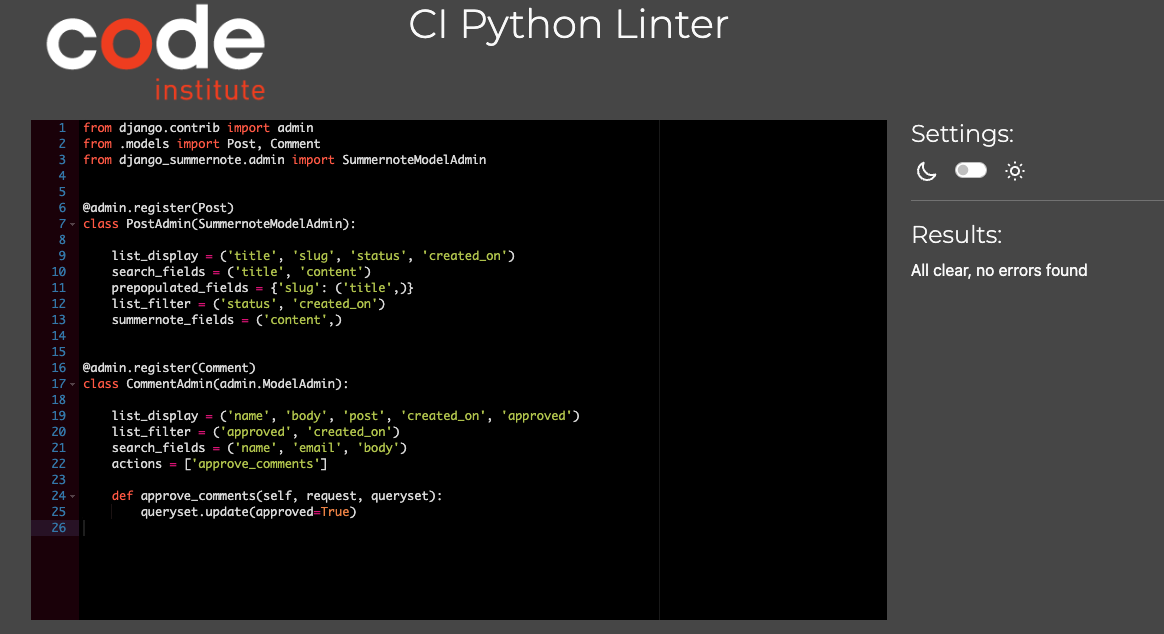 code
institute
CI Python Linter
1 from django.contrib import admin
2 from .models import Post, Comment
3 from django_summernote.admin import SummernoteModelAdmin
4
5
6 @admin.register(Post)
7 class PostAdmin(SummernoteModelAdmin):
8
9     list_display = ('title', 'slug', 'status', 'created_on')
10     search_fields = ('title', 'content')
11     prepopulated_fields = {'slug': ('title',)}
12     list_filter = ('status', 'created_on')
13     summernote_fields = ('content',)
14
15
16 @admin.register(Comment)
17 class CommentAdmin(admin.ModelAdmin):
18
19     list_display = ('name', 'body', 'post', 'created_on', 'approved')
20     list_filter = ('approved', 'created_on')
21     search_fields = ('name', 'email', 'body')
22     actions = ['approve_comments']
23
24     def approve_comments(self, request, queryset):
25         queryset.update(approved=True)
26
Settings:
Results:
All clear, no errors found